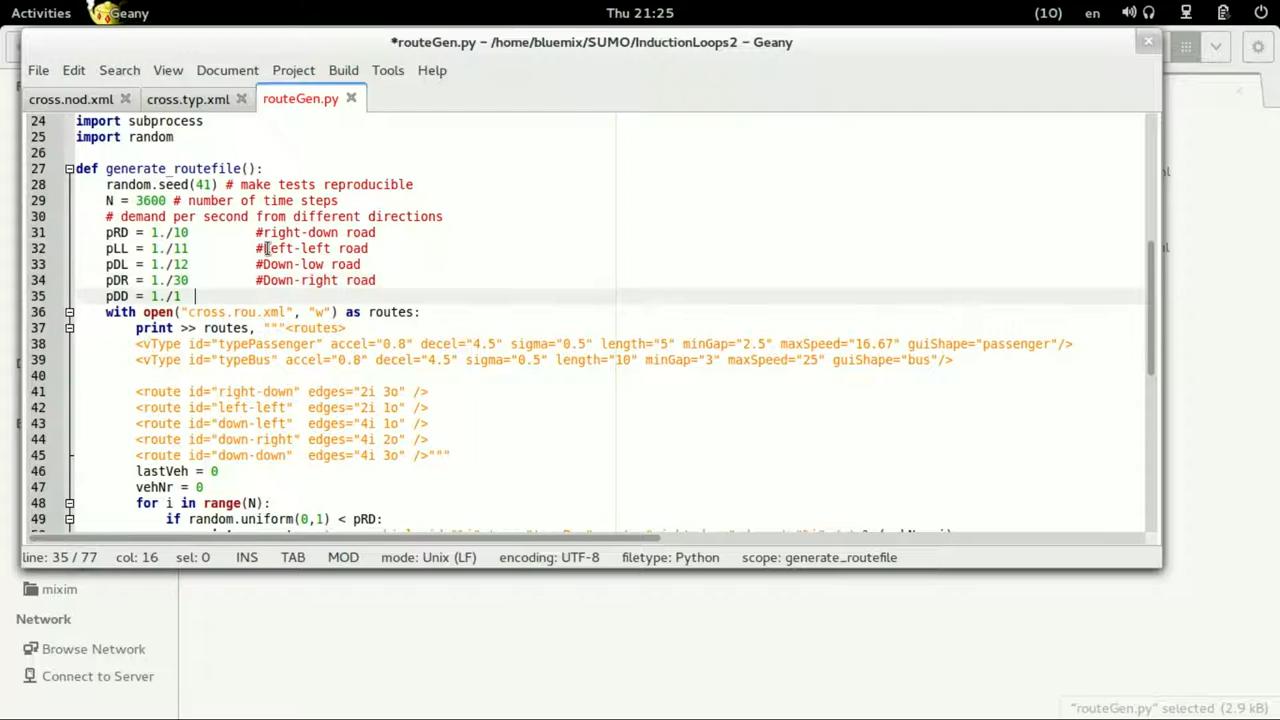 Activities Geany Thu 21:25 (10) en
*routeGen.py – /home/bluemix/SUMO/InductionLoops2 – Geany
File Edit Search View Document Project Build Tools Help
cross.nod.xml cross.typ.xml routeGen.py
24 import subprocess
25 import random
26
27 def generate_routefile():
28 random.seed(41) # make tests reproducible
29 N = 3600 # number of time steps
30 # demand per second from different directions
31 pRD = 1./10 #right-down road
32 pLL = 1./11 #Left-left road
33 pDL = 1./12 #Down-low road
34 pDR = 1./30 #Down-right road
35 pDD = 1./1
36 with open("cross.rou.xml", "w") as routes:
37 print >> routes, """<routes>
38 <vType id="typePassenger" accel="0.8" decel="4.5" sigma="0.5" length="5" minGap="2.5" maxSpeed="16.67" guiShape="passenger"/>
39 <vType id="typeBus" accel="0.8" decel="4.5" sigma="0.5" length="10" minGap="3" maxSpeed="25" guiShape="bus"/>
40
41 <route id="right-down" edges="2i 3o" />
42 <route id="left-left" edges="2i 1o" />
43 <route id="down-left" edges="4i 1o" />
44 <route id="down-right" edges="4i 2o" />
45 <route id="down-down" edges="4i 3o" />"""
46 lastVeh = 0
47 vehNr = 0
48 for i in range(N):
49 if random.uniform(0,1) < pRD:
line: 35 / 77 col: 16 sel: 0 INS TAB MOD mode: Unix (LF) encoding: UTF-8 filetype: Python scope: generate_routefile
mixim
Network
Browse Network
Connect to Server
"routeGen.py" selected (2.9 kB)